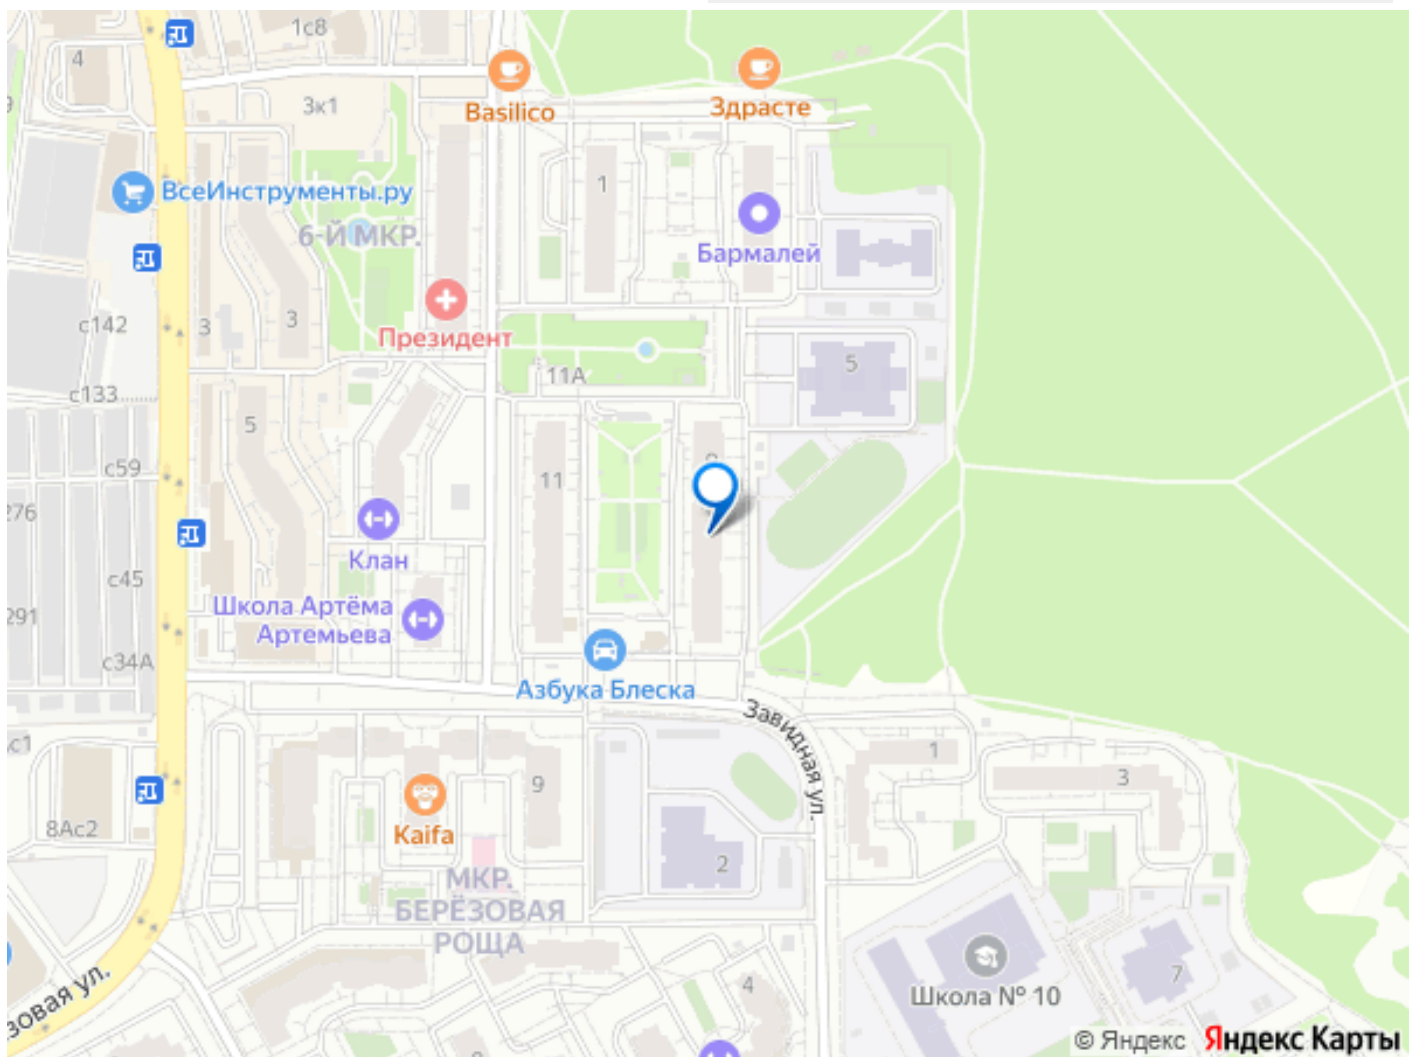 1с8
4
Basilico
Здрасте
3к1
1
ВсеИнструменты.ру
6-Й МКР.
Бармалей
с142
3
3
Президент
5
11А
с133
5
с59
11
276
Клан
с45
Школа Артёма
Артемьева
291
с34А
Азбука Блеска
Завидная ул.
1
3
9
8Ас2
Kaifa
2
МКР.
БЕРЁЗОВАЯ
РОЩА
7
4
Школа № 10
зовая ул.
© Яндекс Яндекс Карты